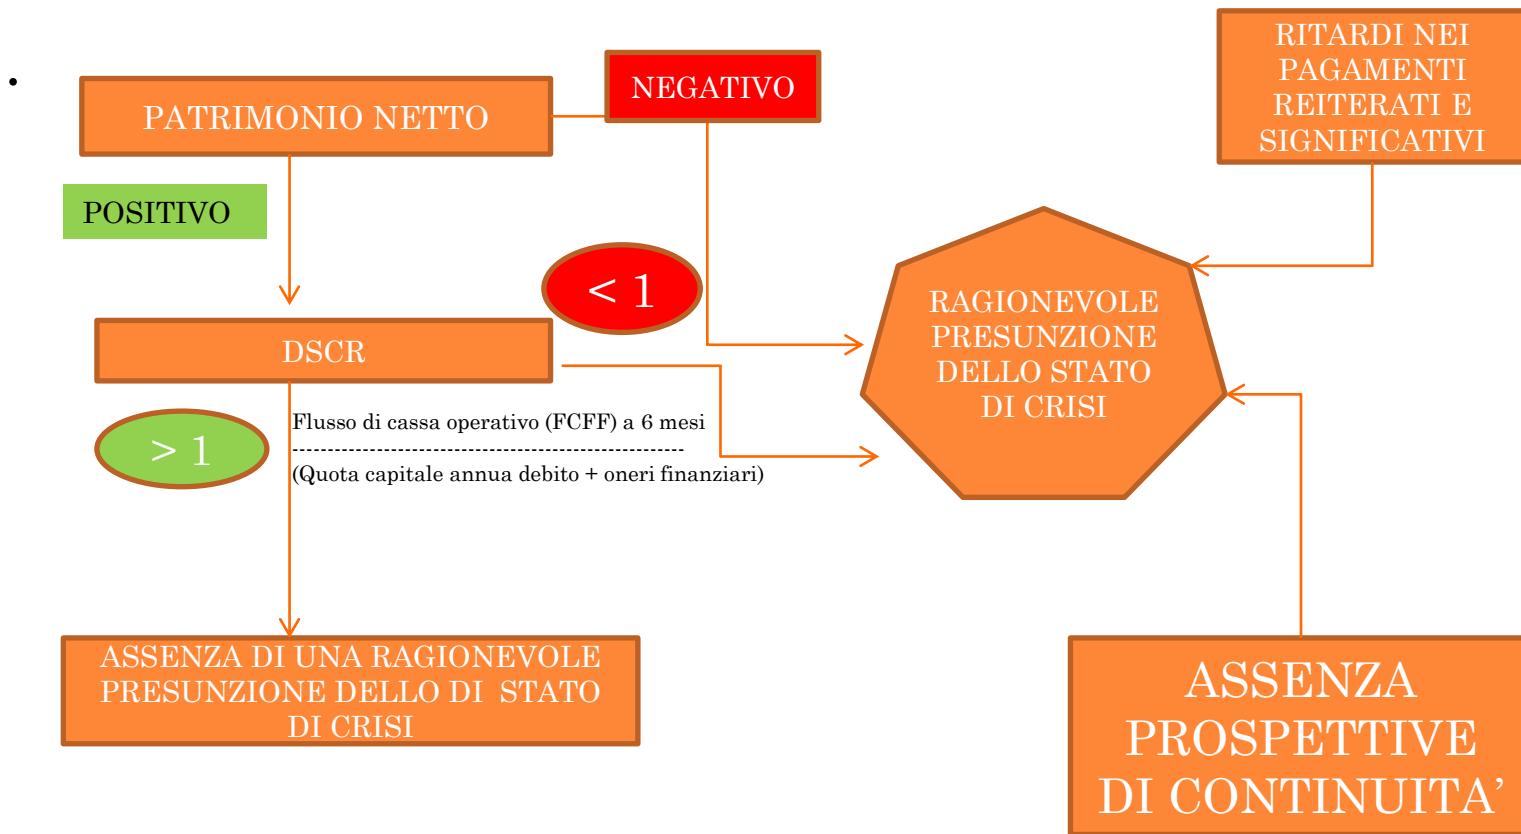 •
PATRIMONIO NETTO
NEGATIVO
RITARDI NEI
PAGAMENTI
REITERATI E
SIGNIFICATIVI
POSITIVO
< 1
DSCR
RAGIONEVOLE
PRESUNZIONE
DELLO STATO
DI CRISI
> 1
Flusso di cassa operativo (FCFF) a 6 mesi
--------------------------------------------------------
(Quota capitale annua debito + oneri finanziari)
ASSENZA DI UNA RAGIONEVOLE
PRESUNZIONE DELLO DI  STATO
DI CRISI
ASSENZA
PROSPETTIVE
DI CONTINUITA’